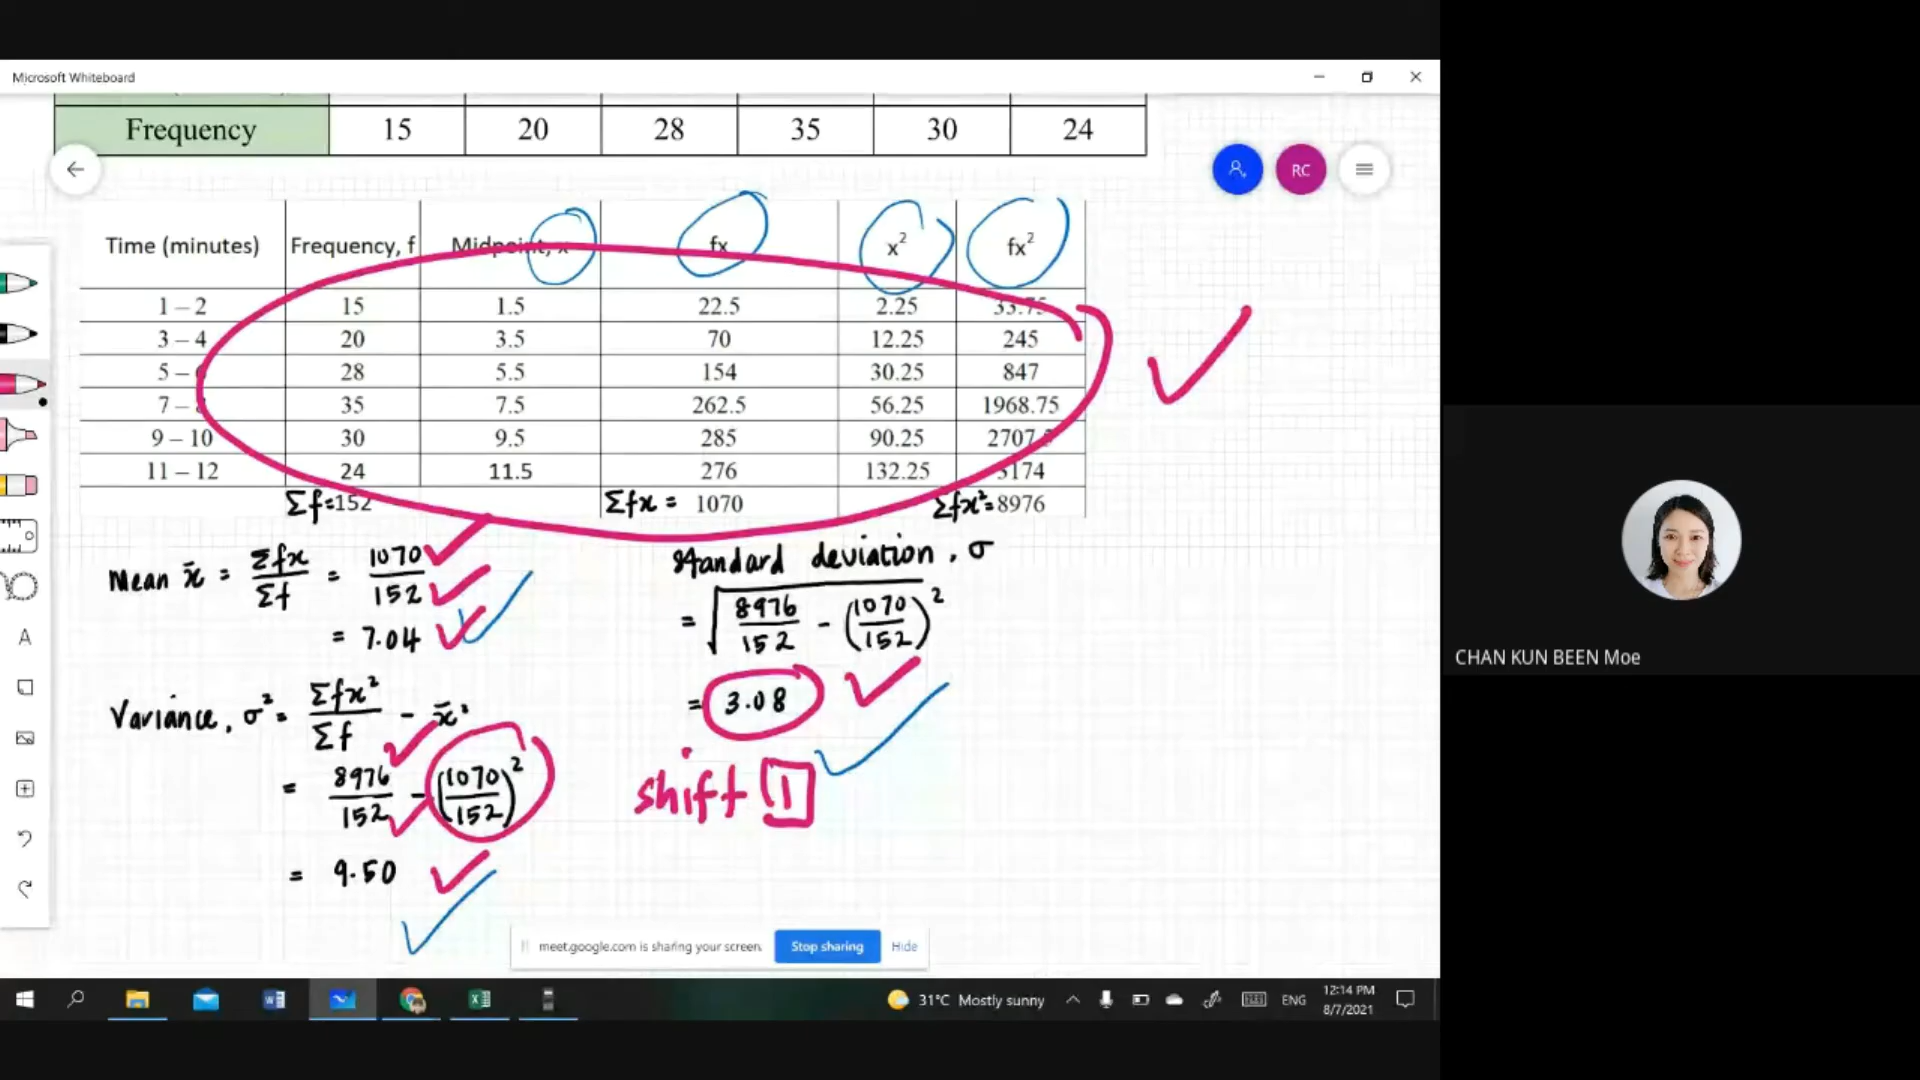 Microsoft Whiteboard
Frequency 15 20 28 35 30 24
RC
Time (minutes) Frequency, f Midpoint, x fx x² fx²
1 – 2 15 1.5 22.5 2.25 33.75
3 – 4 20 3.5 70 12.25 245
5 – 28 5.5 154 30.25 847
7 – 35 7.5 262.5 56.25 1968.75
9 – 10 30 9.5 285 90.25 2707.
11 – 12 24 11.5 276 132.25 3174
Σf=152 Σfx = 1070 Σfx²=8976
Mean x̄ = Σfx/Σf = 1070/152
= 7.04
Variance, σ² = Σfx²/Σf - x̄²
= 8976/152 - (1070/152)²
= 9.50
standard deviation, σ
= √(8976/152 - (1070/152)²)
= 3.08
shift 1
A
CHAN KUN BEEN Moe
meet.google.com is sharing your screen. Stop sharing Hide
31°C Mostly sunny ENG 12:14 PM
8/7/2021